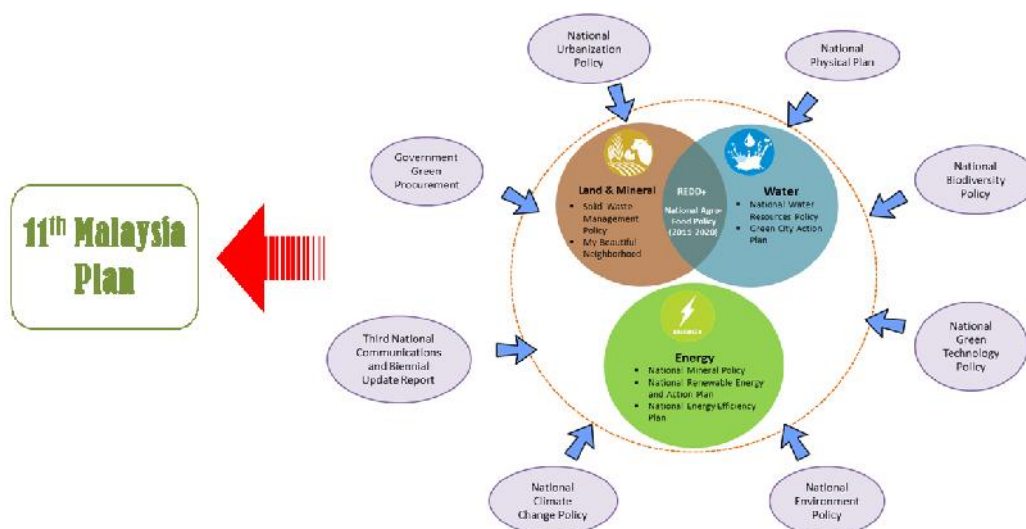 National
Urbanization
Policy
National
Physical Plan
Government
Green
Procurement
National
Biodiversity
Policy
11th Malaysia
Plan
Land & Mineral
• Solid Waste
Management
Policy
• My Beautiful
Neighborhood
REDD+
National Agro-
Food Policy
(2011-2020)
Water
• National Water
Resources Policy
• Green City Action
Plan
Third National
Communications
and Biennial
Update Report
National
Green
Technology
Policy
ENERGY
Energy
• National Mineral Policy
• National Renewable Energy
and Action Plan
• National Energy Efficiency
Plan
National
Climate
Change Policy
National
Environment
Policy